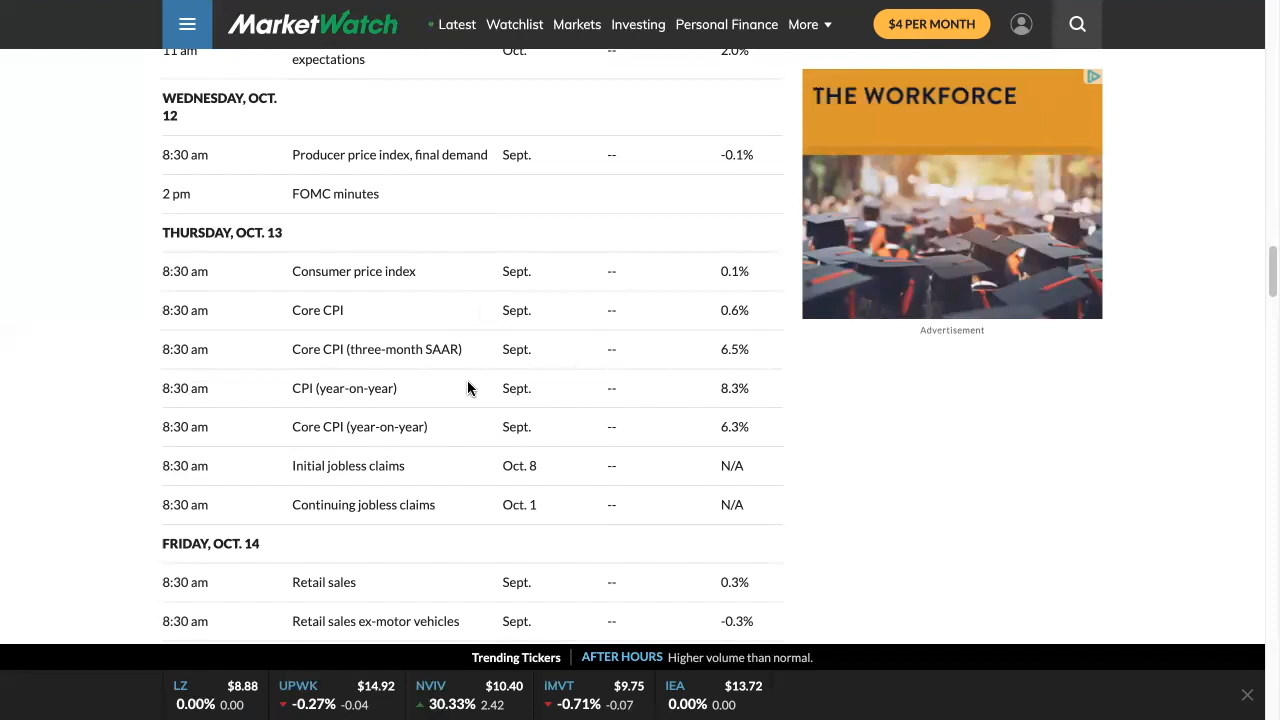 MarketWatch
Latest Watchlist Markets Investing Personal Finance More
$4 PER MONTH
11 am expectations Oct. -- 2.0%
WEDNESDAY, OCT. 12
8:30 am Producer price index, final demand Sept. -- -0.1%
2 pm FOMC minutes
THURSDAY, OCT. 13
8:30 am Consumer price index Sept. -- 0.1%
8:30 am Core CPI Sept. -- 0.6%
8:30 am Core CPI (three-month SAAR) Sept. -- 6.5%
8:30 am CPI (year-on-year) Sept. -- 8.3%
8:30 am Core CPI (year-on-year) Sept. -- 6.3%
8:30 am Initial jobless claims Oct. 8 -- N/A
8:30 am Continuing jobless claims Oct. 1 -- N/A
FRIDAY, OCT. 14
8:30 am Retail sales Sept. -- 0.3%
8:30 am Retail sales ex-motor vehicles Sept. -- -0.3%
THE WORKFORCE
Advertisement
Trending Tickers AFTER HOURS Higher volume than normal.
LZ $8.88 UPWK $14.92 NVIV $10.40 IMVT $9.75 IEA $13.72
0.00% 0.00 -0.27% -0.04 30.33% 2.42 -0.71% -0.07 0.00% 0.00